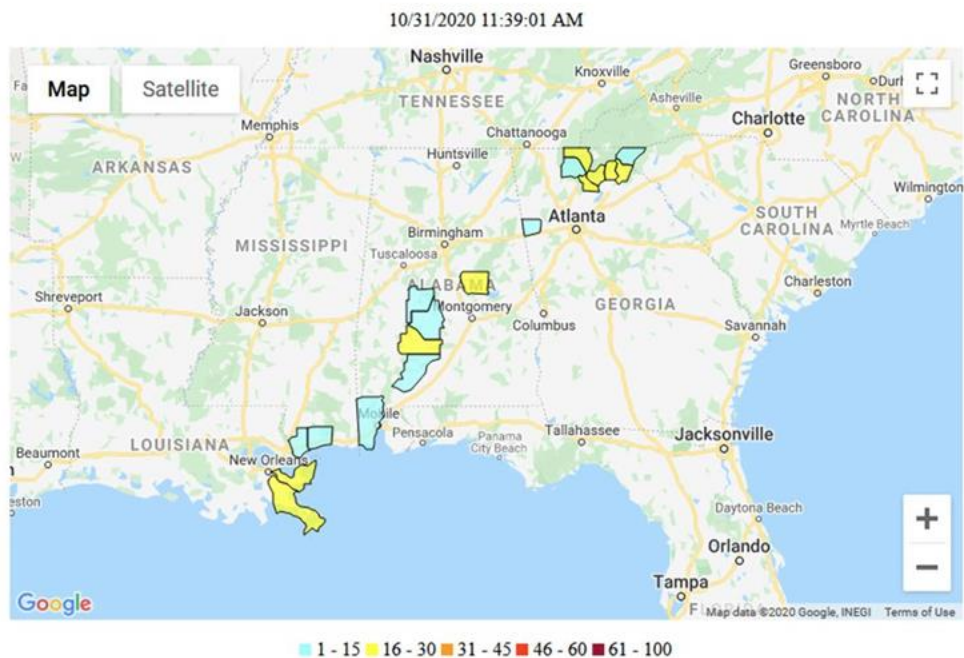 10/31/2020 11:39:01 AM
Map
Satellite
Nashville
Knoxville
Greensboro
TENNESSEE
Asheville
NORTH
CAROLINA
Memphis
Chattanooga
Charlotte
Huntsville
ARKANSAS
Wilmington
Atlanta
SOUTH
CAROLINA
Myrtle Beach
Birmingham
MISSISSIPPI
Tuscaloosa
ALABAMA
Charleston
Shreveport
Montgomery
GEORGIA
Jackson
Columbus
Savannah
Mobile
Pensacola
Panama
City Beach
Tallahassee
Jacksonville
LOUISIANA
Beaumont
New Orleans
Daytona Beach
Orlando
Tampa
Google
Map data ©2020 Google, INEGI Terms of Use
1 - 15 16 - 30 31 - 45 46 - 60 61 - 100